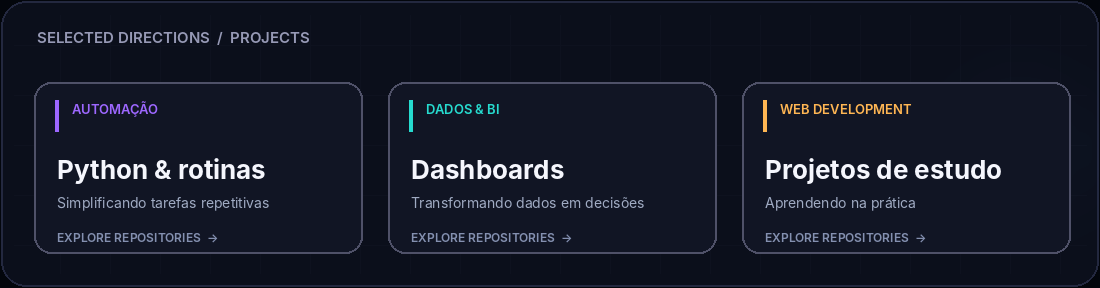 SELECTED DIRECTIONS / PROJECTS
AUTOMAÇÃO
Python & rotinas
Simplificando tarefas repetitivas
EXPLORE REPOSITORIES →
DADOS & BI
Dashboards
Transformando dados em decisões
EXPLORE REPOSITORIES →
WEB DEVELOPMENT
Projetos de estudo
Aprendendo na prática
EXPLORE REPOSITORIES →